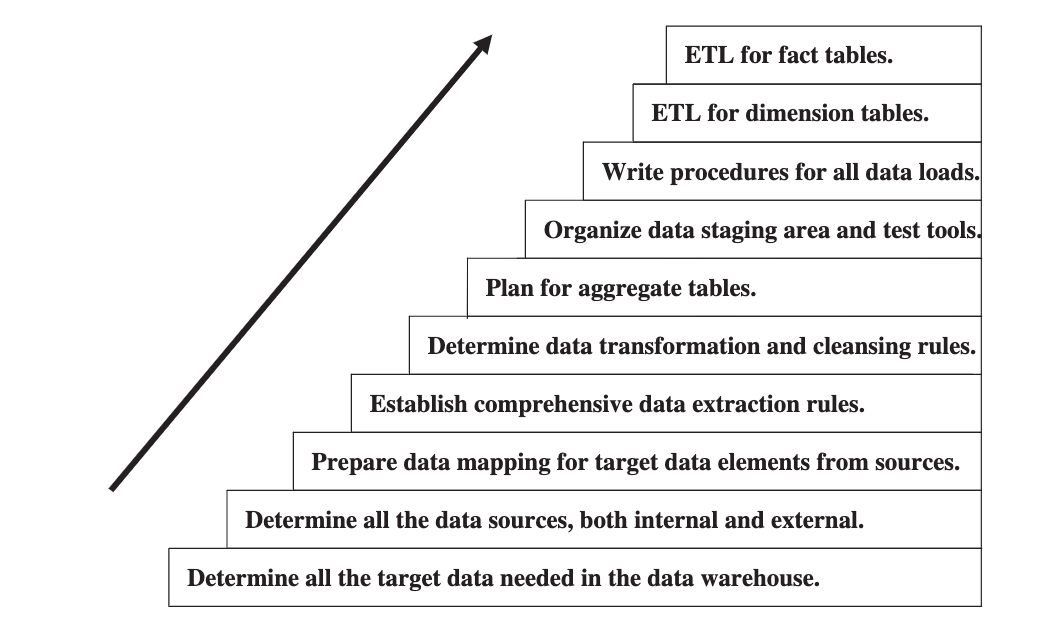 ETL for fact tables.
ETL for dimension tables.
Write procedures for all data loads.
Organize data staging area and test tools.
Plan for aggregate tables.
Determine data transformation and cleansing rules.
Establish comprehensive data extraction rules.
Prepare data mapping for target data elements from sources.
Determine all the data sources, both internal and external.
Determine all the target data needed in the data warehouse.